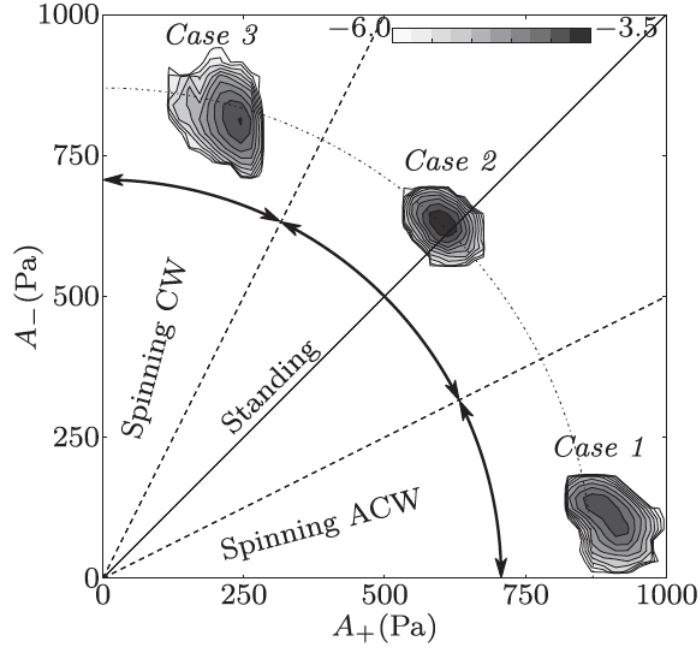 1000
Case 3
−6.0
−3.5
750
Case 2
A− (Pa)
500
Spinning CW
Standing
250
Case 1
Spinning ACW
0
0
250
500
750
1000
A+ (Pa)